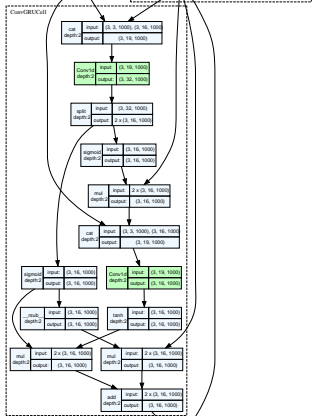 ConvGRUCell
cat depth:2 input: (3, 3, 1000), (3, 16, 1000)
output: (3, 19, 1000)
Conv1d depth:2 input: (3, 19, 1000)
output: (3, 32, 1000)
split depth:2 input: (3, 32, 1000)
output: 2 x (3, 16, 1000)
sigmoid depth:2 input: (3, 16, 1000)
output: (3, 16, 1000)
mul depth:2 input: 2 x (3, 16, 1000)
output: (3, 16, 1000)
cat depth:2 input: (3, 3, 1000), (3, 16, 1000)
output: (3, 19, 1000)
sigmoid depth:2 input: (3, 16, 1000)
output: (3, 16, 1000)
Conv1d depth:2 input: (3, 19, 1000)
output: (3, 16, 1000)
__rsub__ depth:2 input: (3, 16, 1000)
output: (3, 16, 1000)
tanh depth:2 input: (3, 16, 1000)
output: (3, 16, 1000)
mul depth:2 input: 2 x (3, 16, 1000)
output: (3, 16, 1000)
mul depth:2 input: 2 x (3, 16, 1000)
output: (3, 16, 1000)
add depth:2 input: 2 x (3, 16, 1000)
output: (3, 16, 1000)